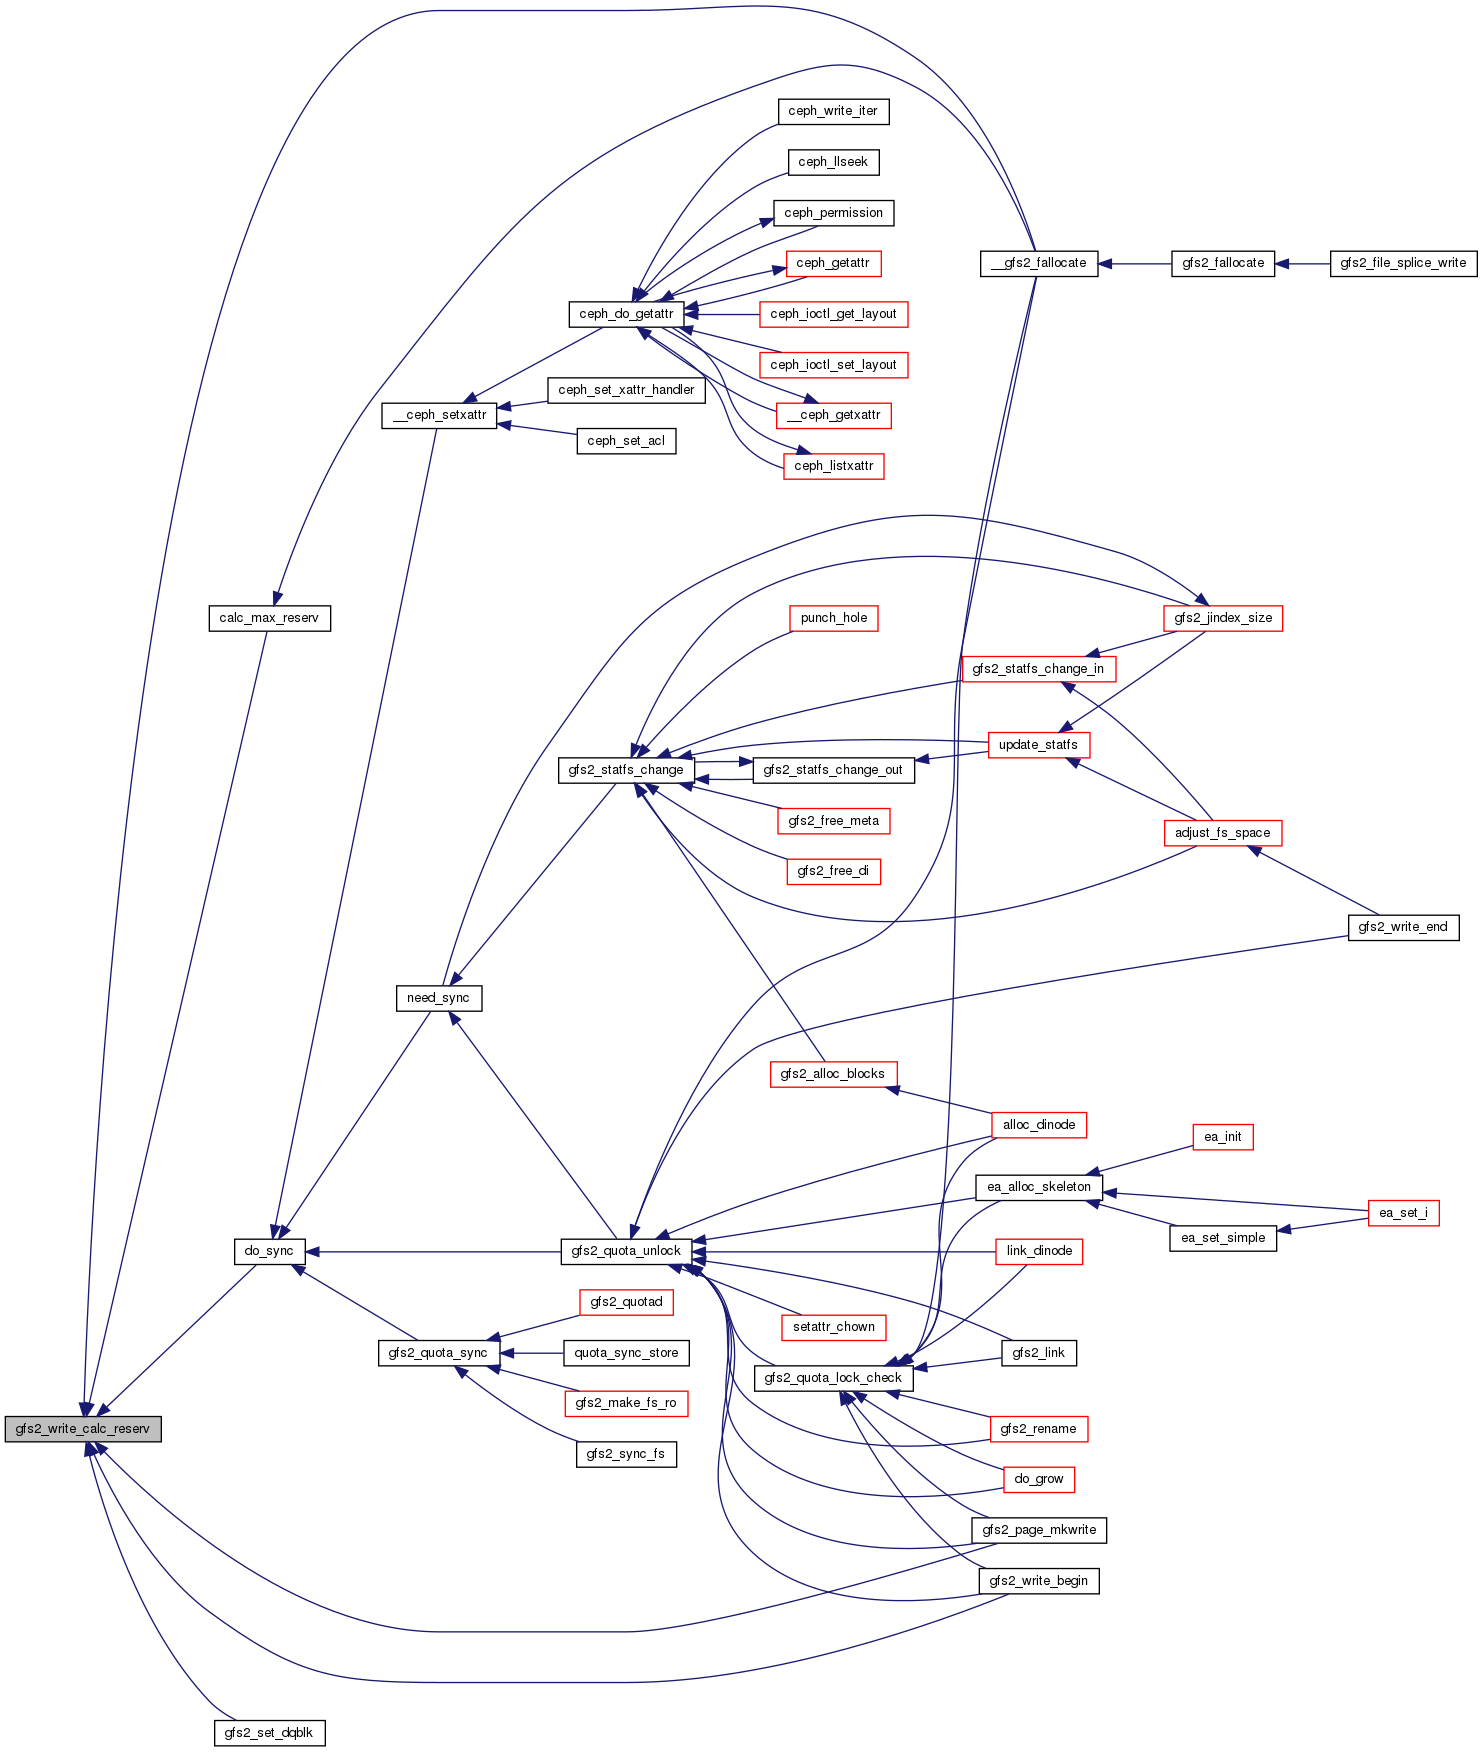 ceph_write_iter
ceph_llseek
ceph_permission
ceph_getattr
__gfs2_fallocate
gfs2_fallocate
gfs2_file_splice_write
ceph_do_getattr
ceph_ioctl_get_layout
ceph_ioctl_set_layout
ceph_set_xattr_handler
__ceph_setxattr
__ceph_getxattr
ceph_set_acl
ceph_listxattr
calc_max_reserv
punch_hole
gfs2_jindex_size
gfs2_statfs_change_in
update_statfs
gfs2_statfs_change
gfs2_statfs_change_out
gfs2_free_meta
adjust_fs_space
gfs2_free_di
gfs2_write_end
need_sync
gfs2_alloc_blocks
alloc_dinode
ea_init
ea_alloc_skeleton
ea_set_i
ea_set_simple
do_sync
gfs2_quota_unlock
link_dinode
gfs2_quotad
setattr_chown
gfs2_quota_sync
quota_sync_store
gfs2_link
gfs2_quota_lock_check
gfs2_make_fs_ro
gfs2_write_calc_reserv
gfs2_rename
gfs2_sync_fs
do_grow
gfs2_page_mkwrite
gfs2_write_begin
gfs2_set_dqblk